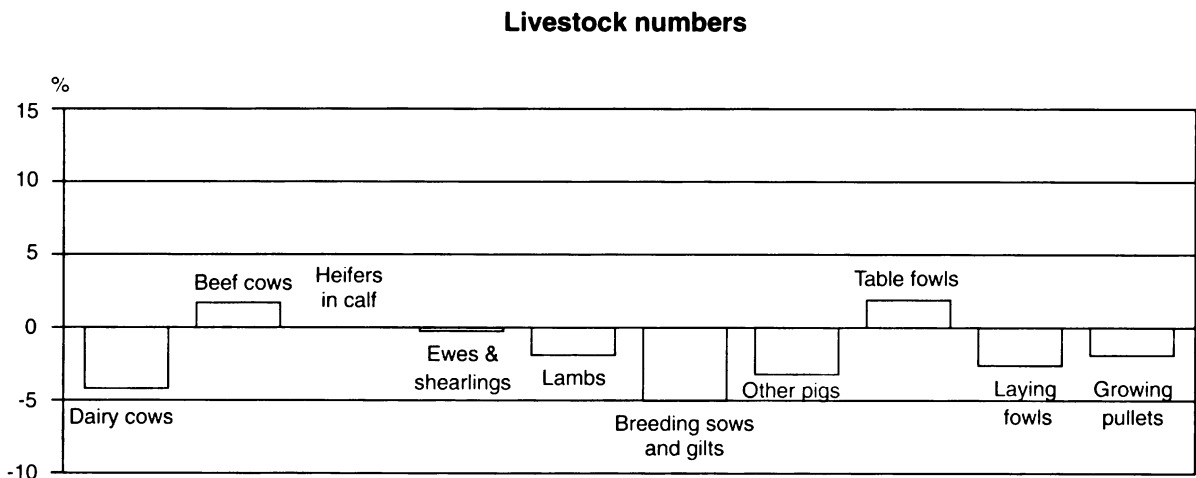 Livestock numbers
%
15
10
5
0
-5
-10
Dairy cows
Beef cows
Heifers
in calf
Ewes &
shearlings
Lambs
Breeding sows
and gilts
Other pigs
Table fowls
Laying
fowls
Growing
pullets